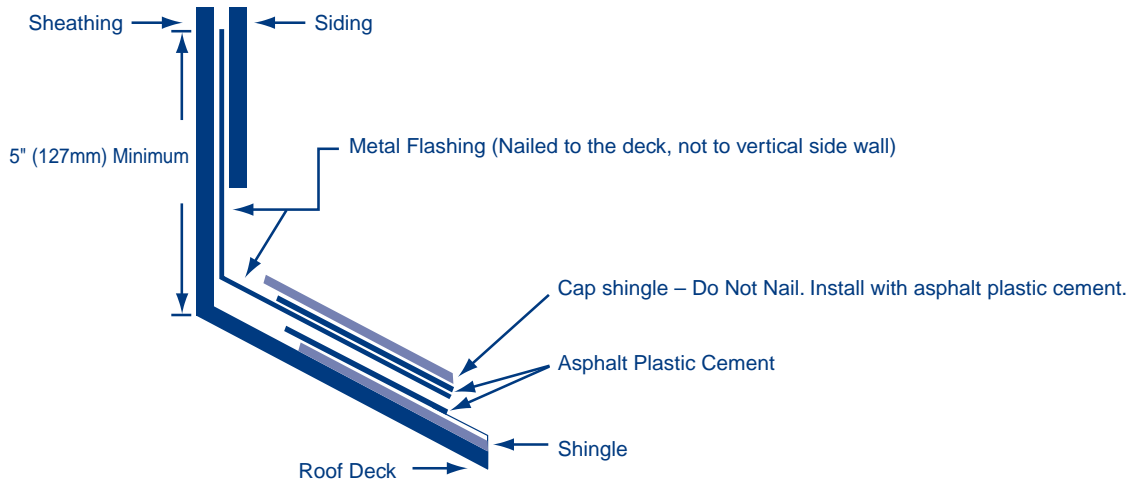 Sheathing
Siding
5" (127mm) Minimum
Metal Flashing (Nailed to the deck, not to vertical side wall)
Cap shingle – Do Not Nail. Install with asphalt plastic cement.
Asphalt Plastic Cement
Shingle
Roof Deck